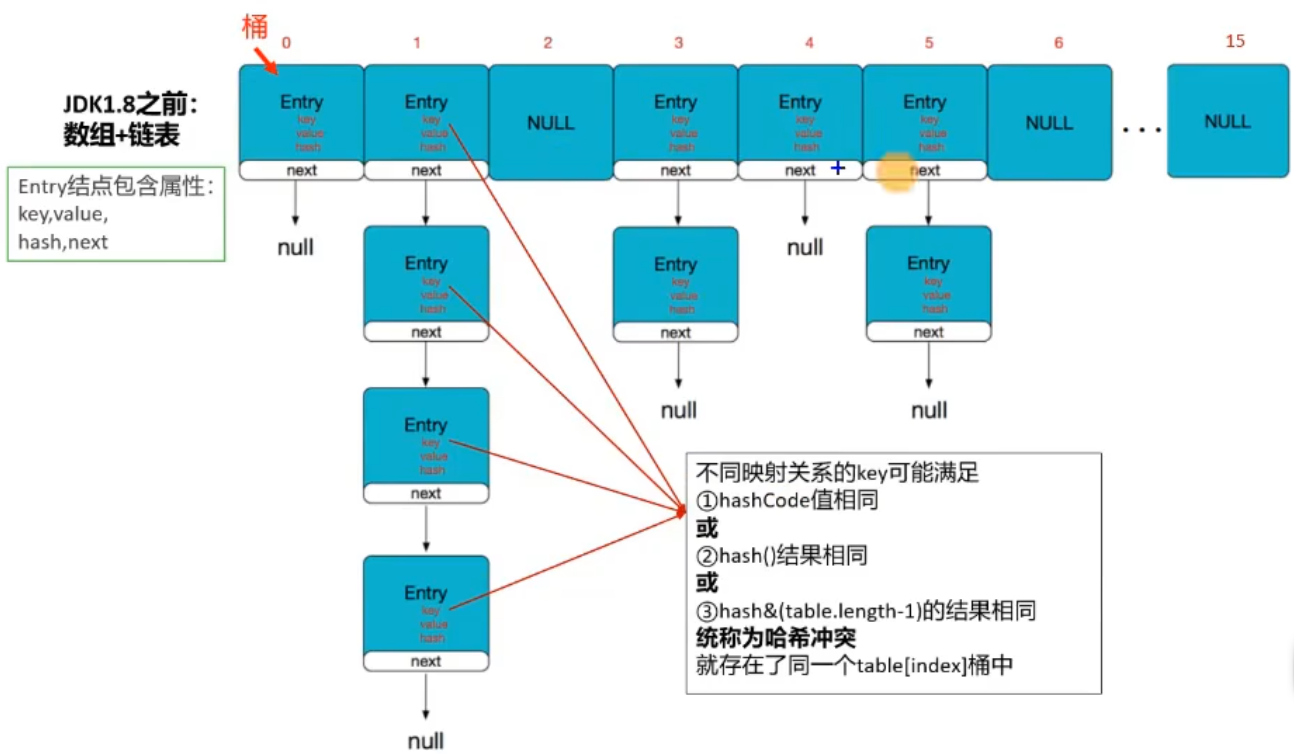 桶
0 1 2 3 4 5 6 15
JDK1.8之前：
数组+链表
Entry结点包含属性：
key,value,
hash,next
Entry
key
value
hash
next
Entry
key
value
hash
next
NULL
Entry
key
value
hash
next
Entry
key
value
hash
next
Entry
key
value
hash
next
NULL
...
NULL
null
Entry
key
value
hash
next
Entry
key
value
hash
next
null
Entry
key
value
hash
next
Entry
key
value
hash
next
null
null
Entry
key
value
hash
next
null
不同映射关系的key可能满足
①hashCode值相同
或
②hash()结果相同
或
③hash&(table.length-1)的结果相同
统称为哈希冲突
就存在了同一个table[index]桶中